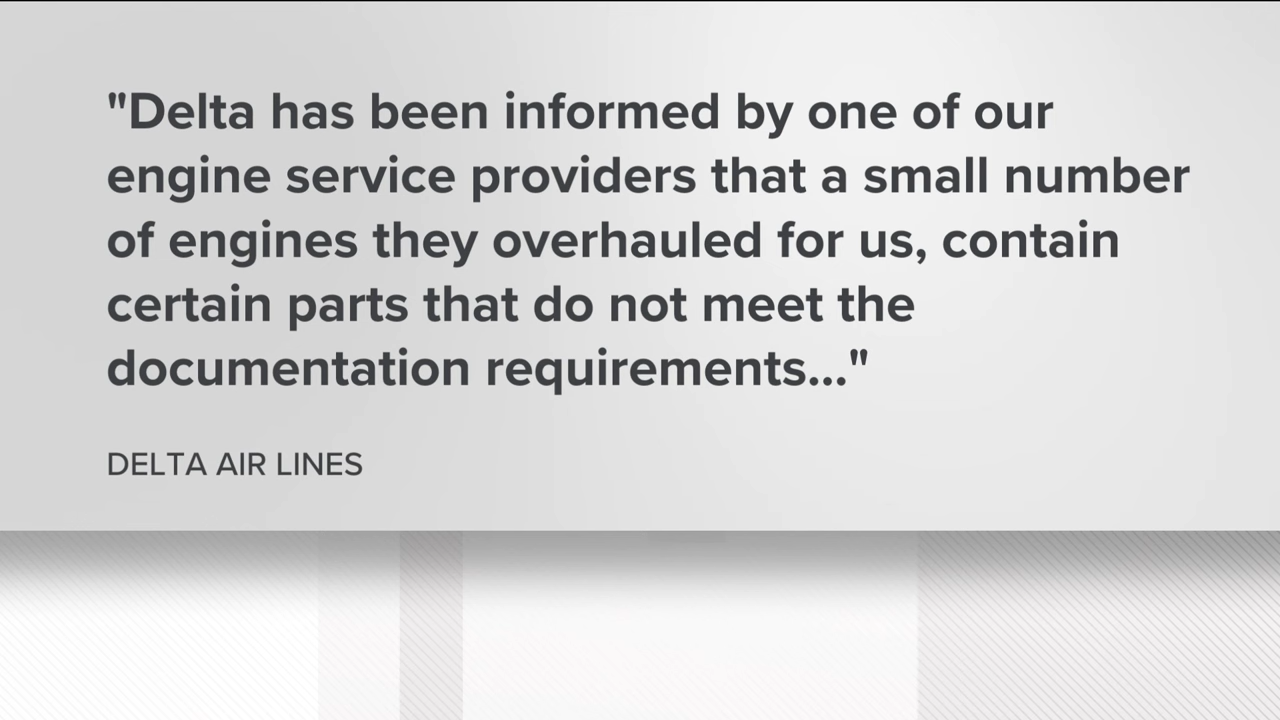 "Delta has been informed by one of our
engine service providers that a small number
of engines they overhauled for us, contain
certain parts that do not meet the
documentation requirements..."
DELTA AIR LINES